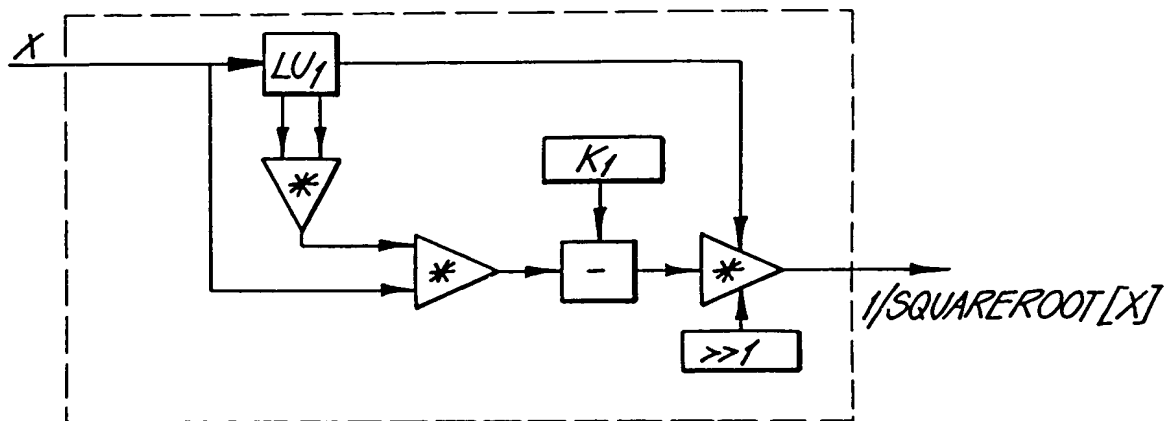 X
LU1
*
K1
*
-
*
>>1
1/SQUAREROOT[X]